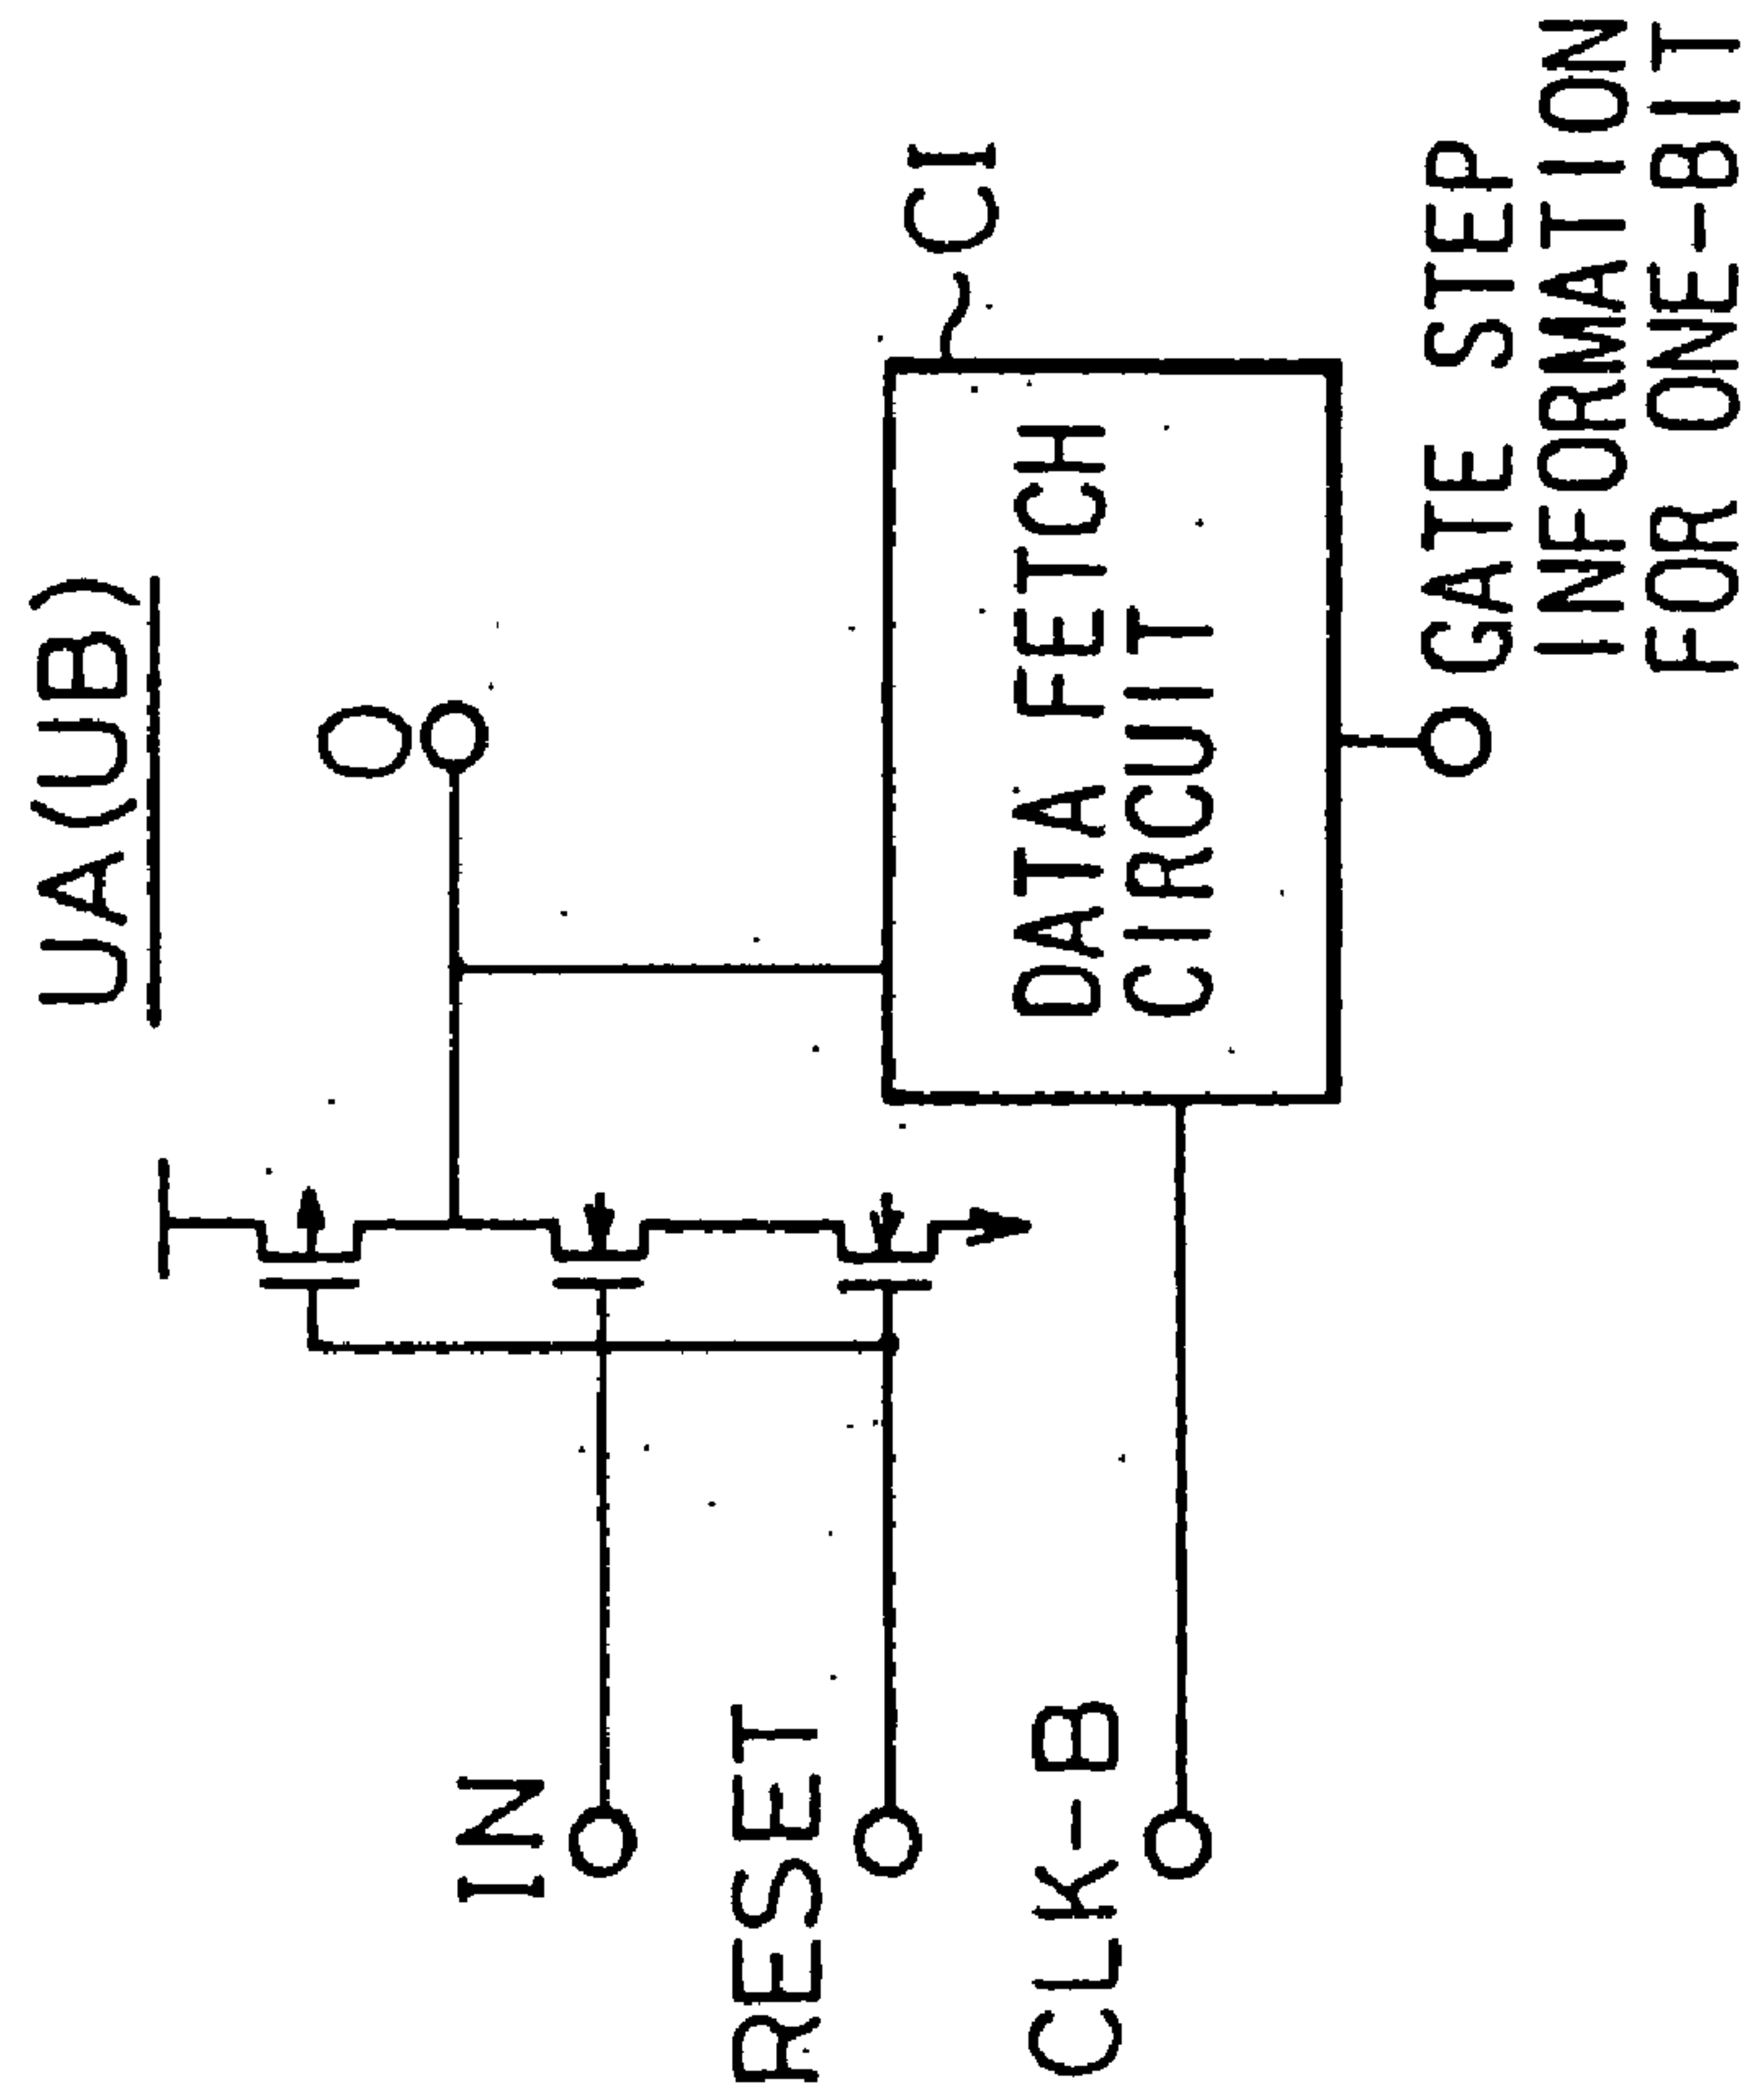 UA(UB)
O
IN
RESET
CLK-B
CI
DATA FETCH
CIRCUIT
GATE STEP
INFORMATION
FOR ONE-BIT